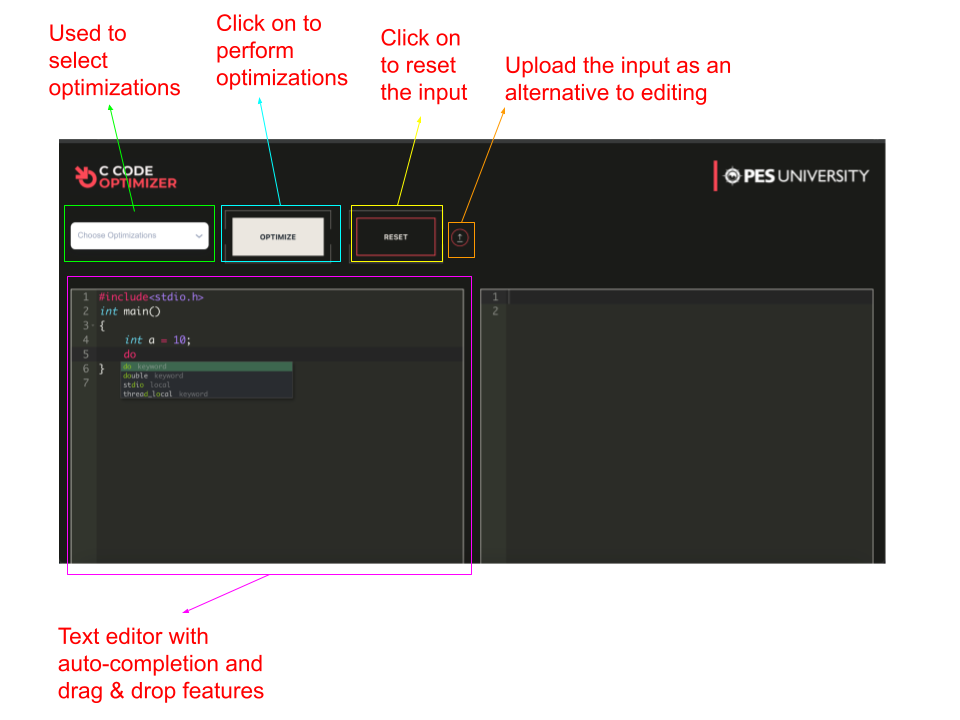 Used to
select
optimizations
Click on to
perform
optimizations
Click on
to reset
the input
Upload the input as an
alternative to editing
C CODE
OPTIMIZER
PES UNIVERSITY
Choose Optimizations
OPTIMIZE
RESET
1 #include<stdio.h>
2 int main()
3 {
4 int a = 10;
5 do
do keyword
double keyword
stdio local
thread_local keyword
6 }
7
1
2
Text editor with
auto-completion and
drag & drop features